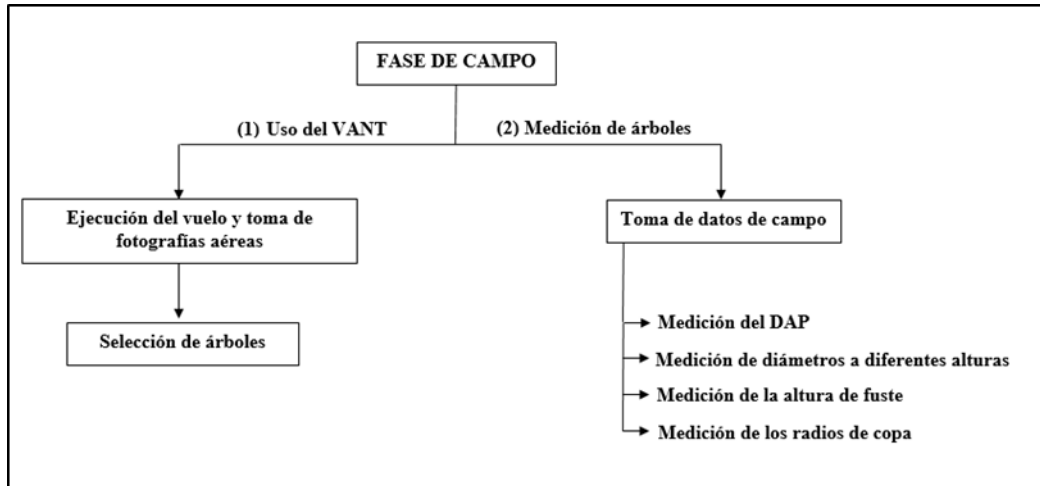 FASE DE CAMPO
(1) Uso del VANT
(2) Medición de árboles
Ejecución del vuelo y toma de
fotografías aéreas
Selección de árboles
Toma de datos de campo
Medición del DAP
Medición de diámetros a diferentes alturas
Medición de la altura de fuste
Medición de los radios de copa